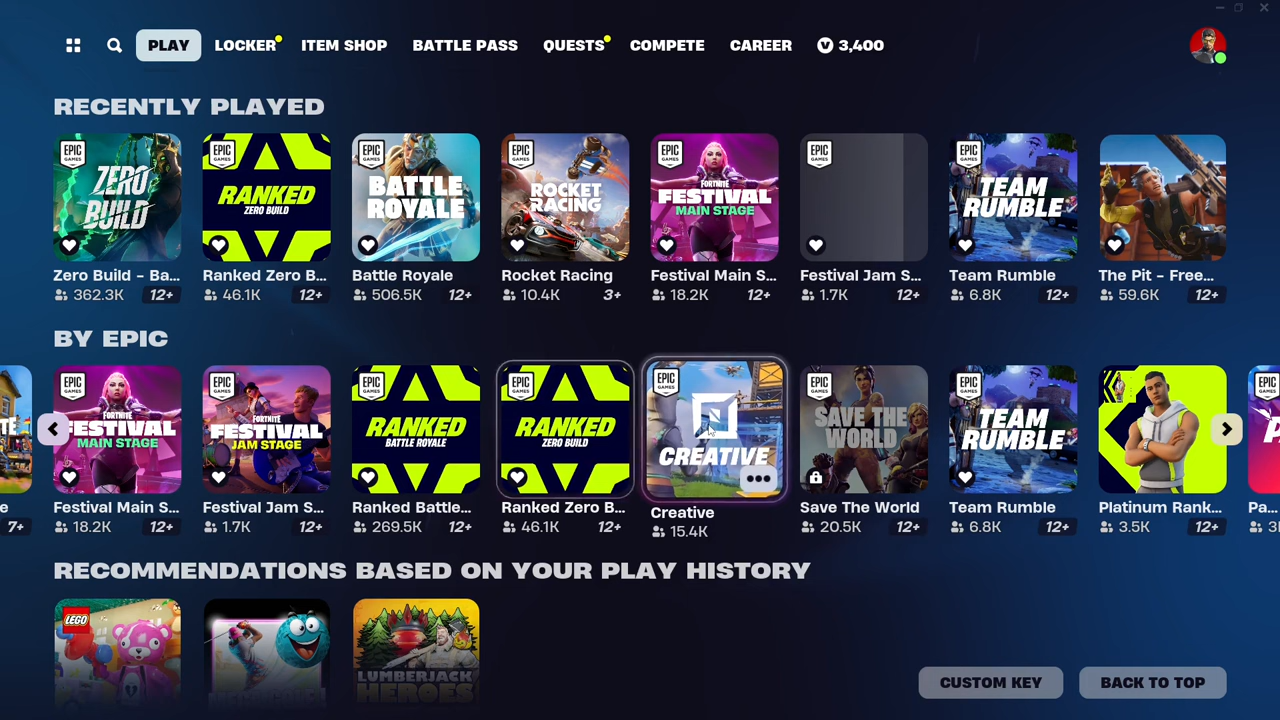 PLAY LOCKER ITEM SHOP BATTLE PASS QUESTS COMPETE CAREER V 3,400
RECENTLY PLAYED
EPIC GAMES
ZERO BUILD
EPIC GAMES
RANKED
ZERO BUILD
EPIC GAMES
BATTLE ROYALE
EPIC GAMES
ROCKET RACING
EPIC GAMES
FORTNITE
FESTIVAL
MAIN STAGE
EPIC GAMES
EPIC GAMES
TEAM RUMBLE
Zero Build - Ba... Ranked Zero B... Battle Royale Rocket Racing Festival Main S... Festival Jam S... Team Rumble The Pit - Free...
362.3K 12+ 46.1K 12+ 506.5K 12+ 10.4K 3+ 18.2K 12+ 1.7K 12+ 6.8K 12+ 59.6K 12+
BY EPIC
EPIC GAMES
FORTNITE
FESTIVAL
MAIN STAGE
EPIC GAMES
FORTNITE
FESTIVAL
JAM STAGE
EPIC GAMES
RANKED
BATTLE ROYALE
EPIC GAMES
RANKED
ZERO BUILD
EPIC GAMES
CREATIVE
EPIC GAMES
SAVE THE WORLD
EPIC GAMES
TEAM RUMBLE
EPIC GAMES
e Festival Main S... Festival Jam S... Ranked Battle... Ranked Zero B... Creative Save The World Team Rumble Platinum Rank... Pa...
7+ 18.2K 12+ 1.7K 12+ 269.5K 12+ 46.1K 12+ 15.4K 20.5K 12+ 6.8K 12+ 3.5K 12+
RECOMMENDATIONS BASED ON YOUR PLAY HISTORY
LEGO
LUMBERJACK
HEROES
CUSTOM KEY BACK TO TOP